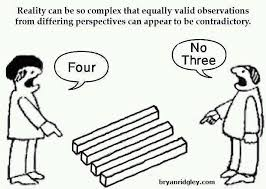 Reality can be so complex that equally valid observations
from differing perspectives can appear to be contradictory.
Four
No
Three
bryanridgley.com